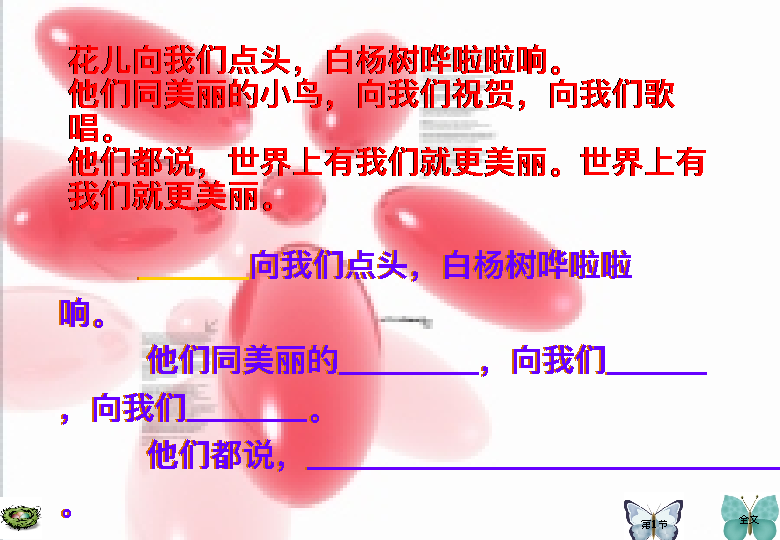 花儿向我们点头，白杨树哗啦啦响。
他们同美丽的小鸟，向我们祝贺，向我们歌
唱。
他们都说，世界上有我们就更美丽。世界上有
我们就更美丽。
______向我们点头，白杨树哗啦啦
响。
他们同美丽的________，向我们______
，向我们_______。
他们都说，___________________________
。
第1节
全文